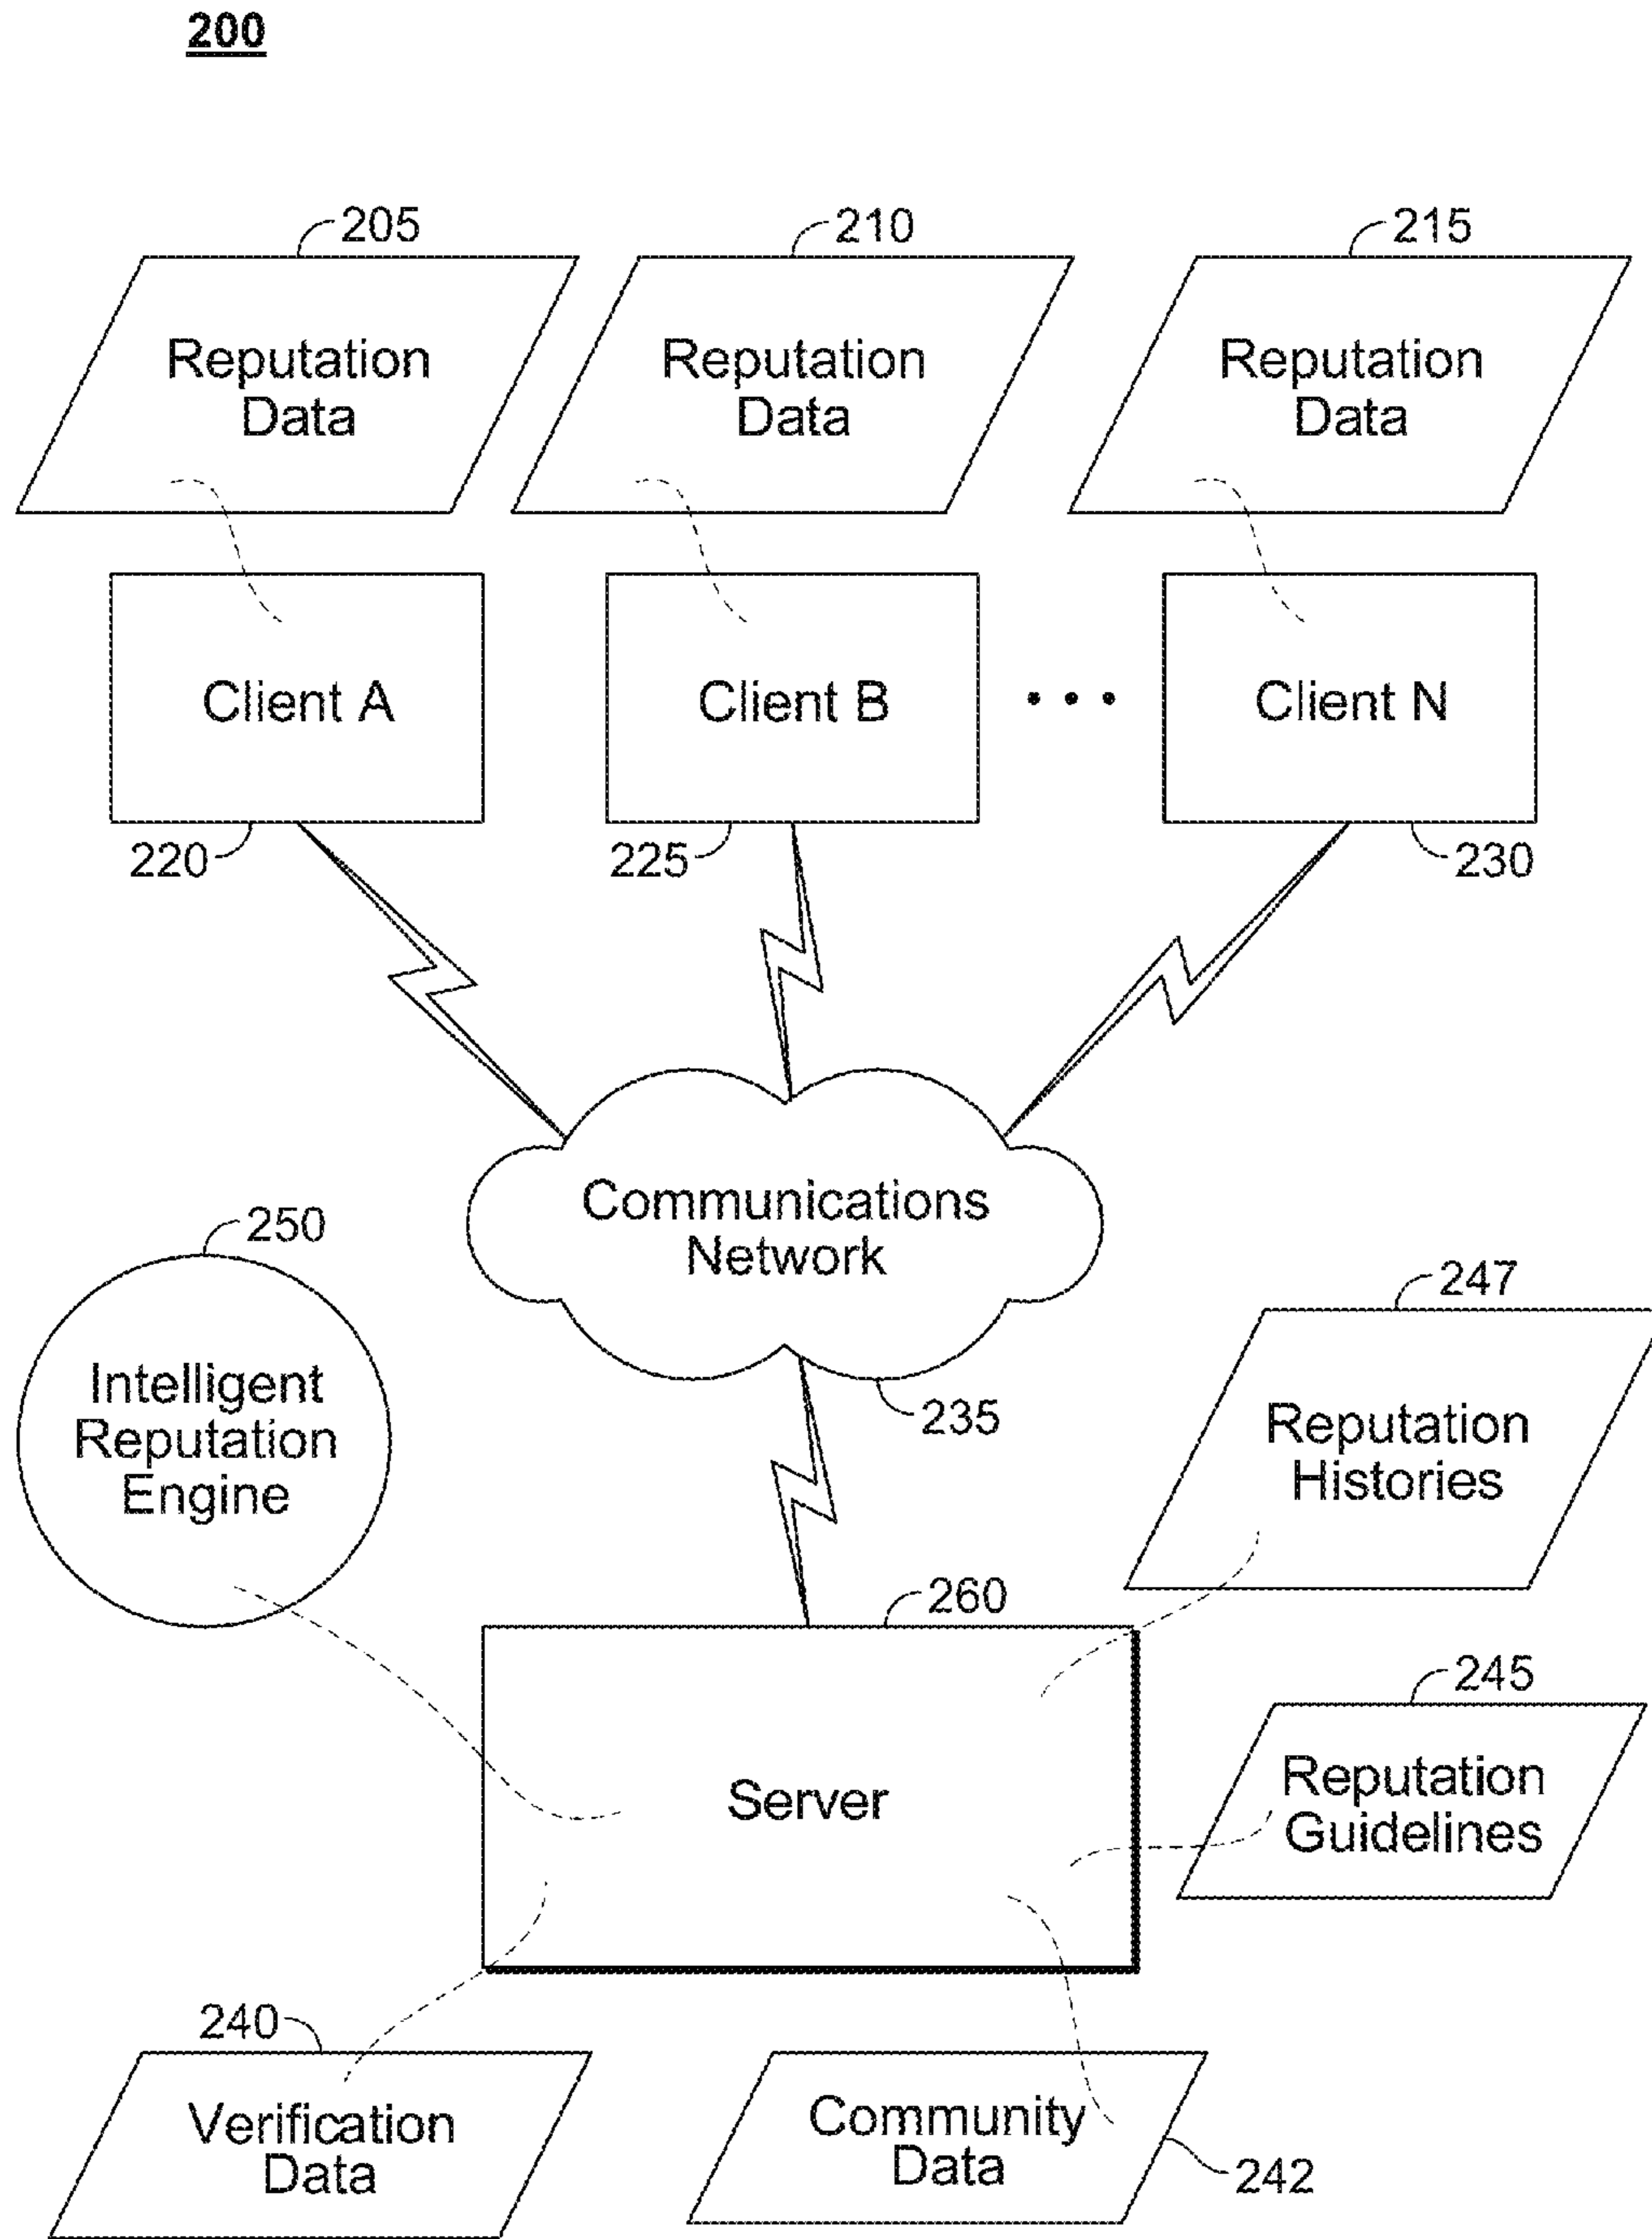 200
205
210
215
Reputation
Data
Reputation
Data
Reputation
Data
Client A
Client B
• • •
Client N
220
225
230
Communications
Network
235
250
Intelligent
Reputation
Engine
247
Reputation
Histories
260
Server
245
Reputation
Guidelines
240
Verification
Data
Community
Data
242